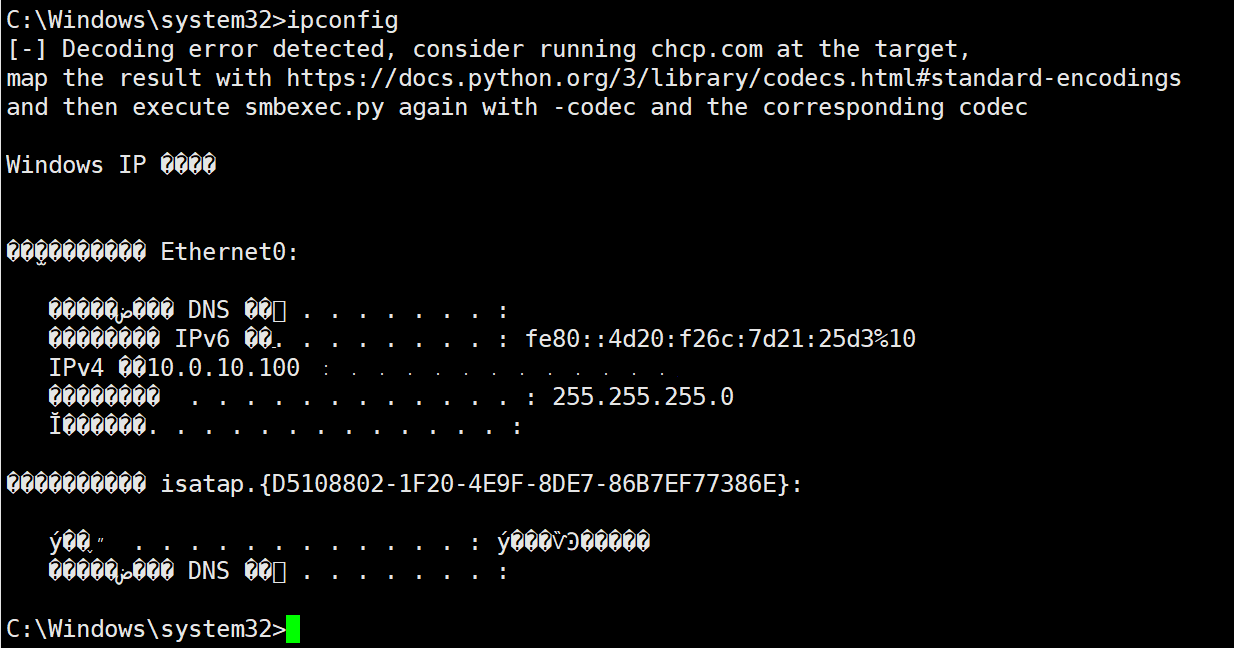 C:\Windows\system32>ipconfig
[-] Decoding error detected, consider running chcp.com at the target,
map the result with https://docs.python.org/3/library/codecs.html#standard-encodings
and then execute smbexec.py again with -codec and the corresponding codec
Windows IP ����
���������� Ethernet0:
�����ض��� DNS ��׺ . . . . . . . :
�������� IPv6 ��. . . . . . . . : fe80::4d20:f26c:7d21:25d3%10
IPv4 ��10.0.10.100 : . . . . . . . . . . . .
�������� . . . . . . . . . . . . : 255.255.255.0
Ĭ������. . . . . . . . . . . . . :
���������� isatap.{D5108802-1F20-4E9F-8DE7-86B7EF77386E}:
ý�� . . . . . . . . . . . . : ý���ѶϿ�����
�����ض��� DNS �� . . . . . . . :
C:\Windows\system32>